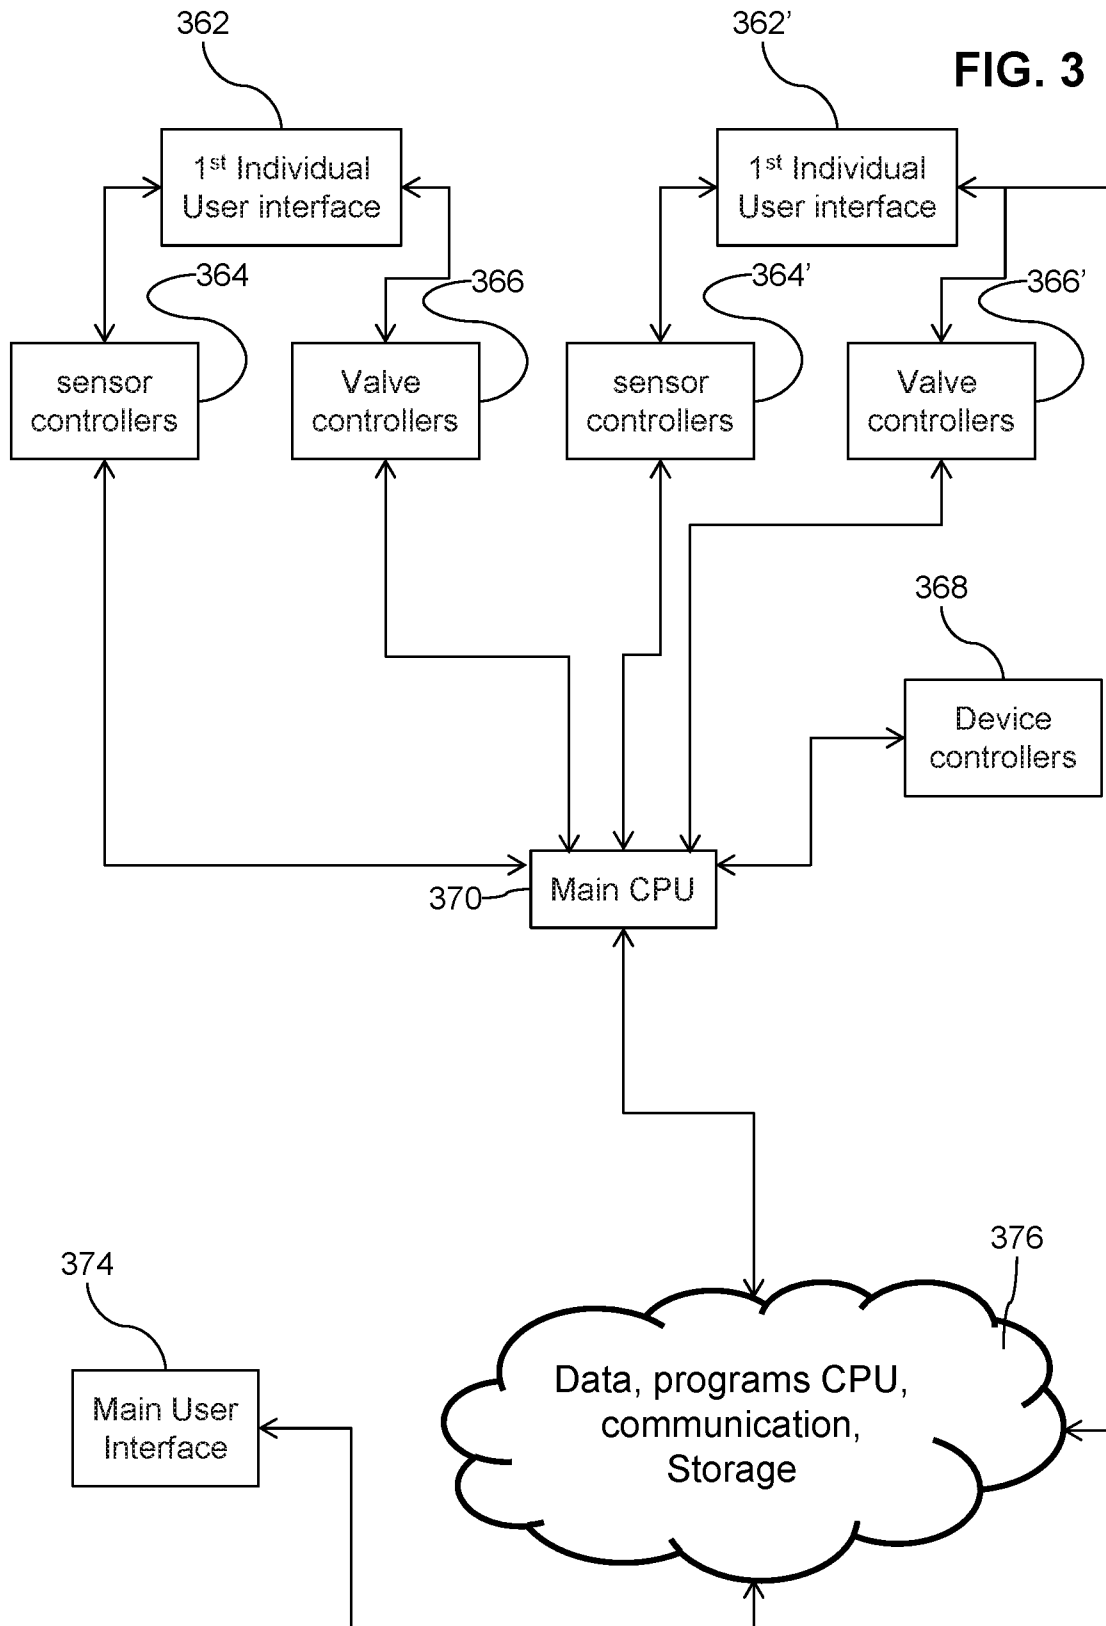 362
362’
FIG. 3
1st Individual
User interface
1st Individual
User interface
364
366
364’
366’
sensor
controllers
Valve
controllers
sensor
controllers
Valve
controllers
368
Device
controllers
370
Main CPU
374
376
Main User
Interface
Data, programs CPU,
communication,
Storage